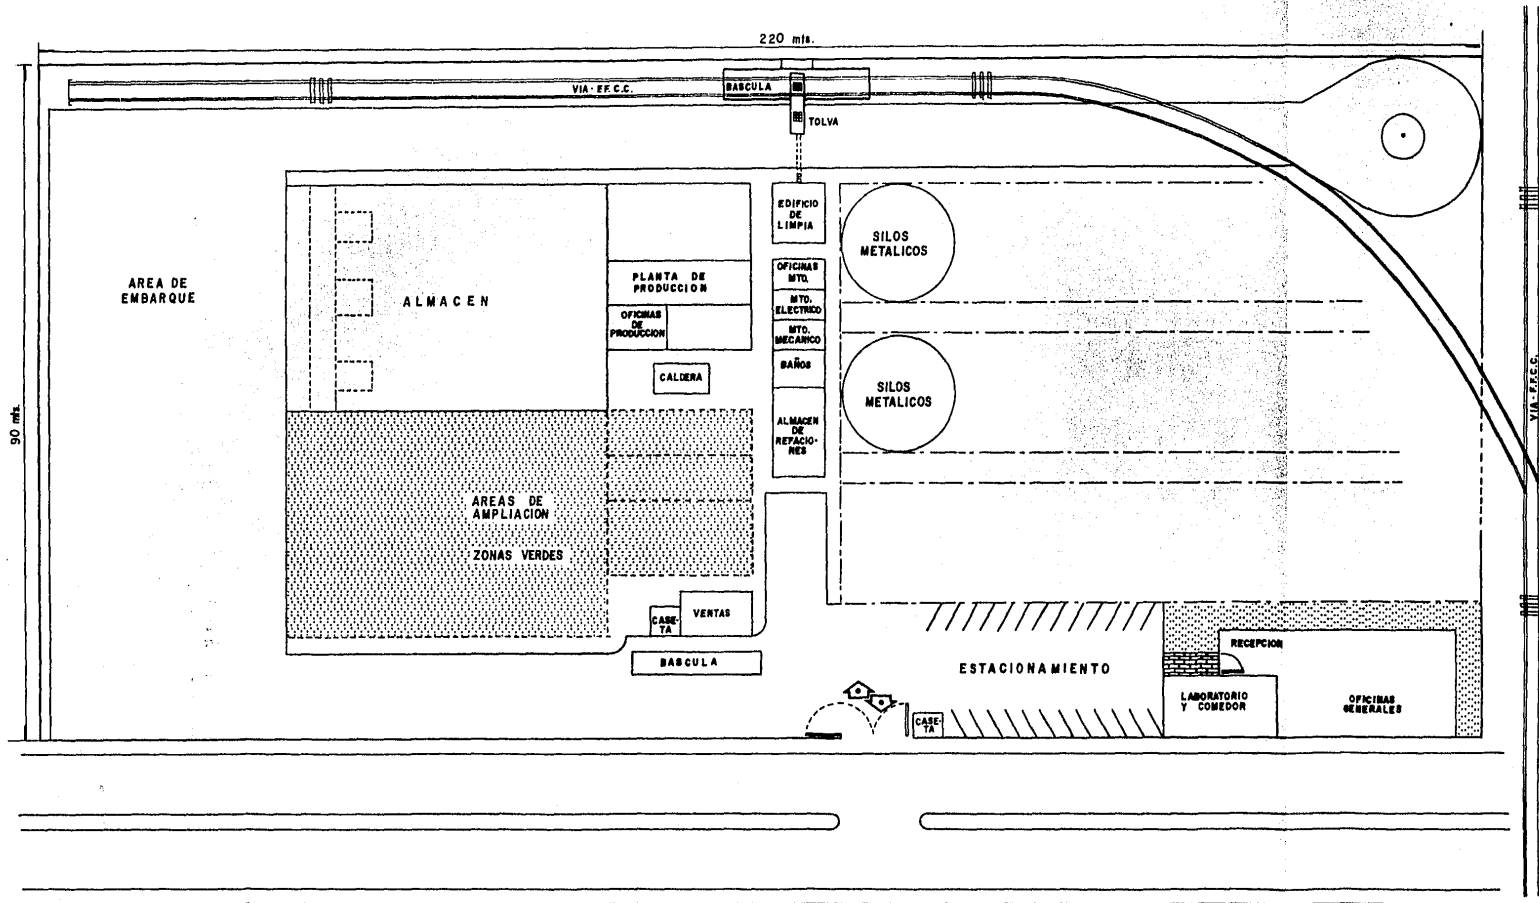 220 mts.
VIA - F.F.C.C.
BASCULA
TOLVA
EDIFICIO
DE
LIMPIA
SILOS
METALICOS
AREA DE
EMBARQUE
ALMACEN
PLANTA DE
PRODUCCION
OFICINAS
DE
PRODUCCION
OFICINAS
MTO.
MTO.
ELECTRICO
MTO.
MECANICO
BAÑOS
CALDERA
SILOS
METALICOS
VIA - F.F.C.C.
90 mts.
ALMACEN
DE
REFACIO-
NES
AREAS DE
AMPLIACION
ZONAS VERDES
CASE-
TA
VENTAS
BASCULA
ESTACIONAMIENTO
RECEPCION
LABORATORIO
Y COMEDOR
OFICINAS
GENERALES
CASE-
TA